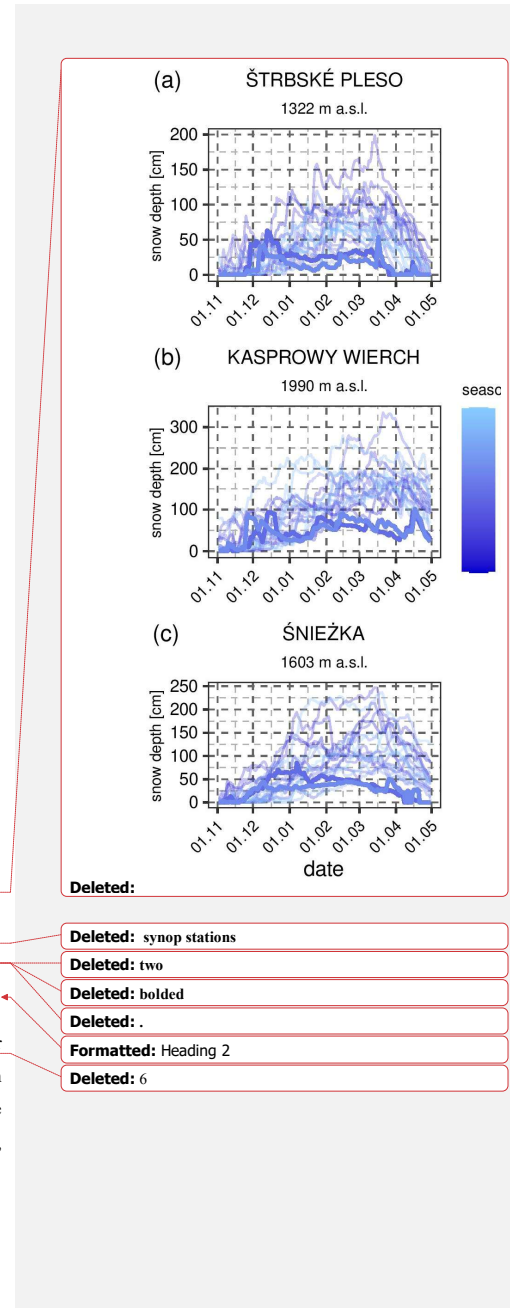 (a) ŠTRBSKÉ PLESO
1322 m a.s.l.
snow depth [cm]
200
150
100
50
0
01.11 01.12 01.01 01.02 01.03 01.04 01.05
(b) KASPROWY WIERCH
1990 m a.s.l.
seasc
snow depth [cm]
300
200
100
0
01.11 01.12 01.01 01.02 01.03 01.04 01.05
(c) ŚNIEŻKA
1603 m a.s.l.
snow depth [cm]
250
200
150
100
50
0
01.11 01.12 01.01 01.02 01.03 01.04 01.05
date
Deleted:
Deleted: synop stations
Deleted: two
Deleted: bolded
Deleted: .
Formatted: Heading 2
Deleted: 6